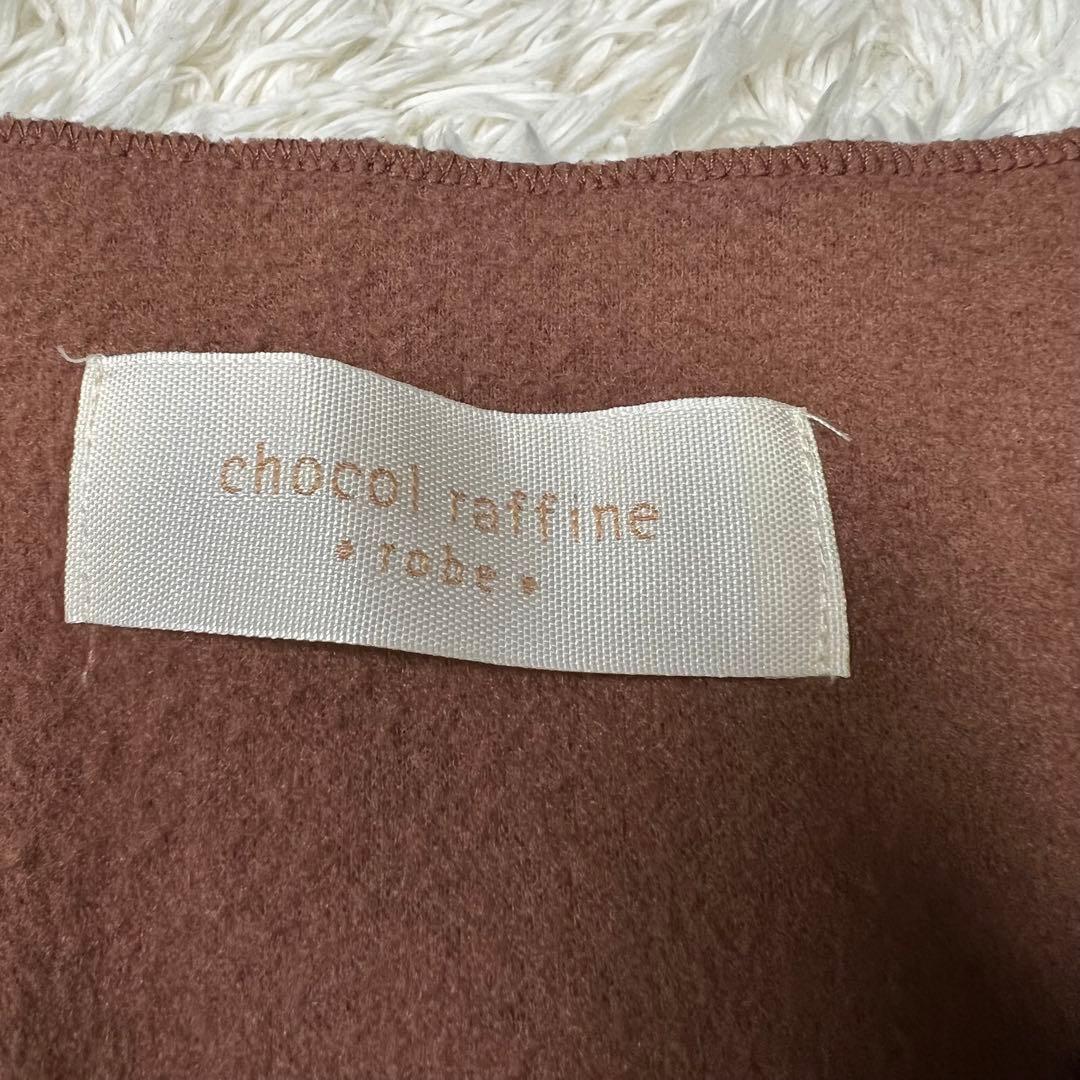 chocol raffine
• robe •